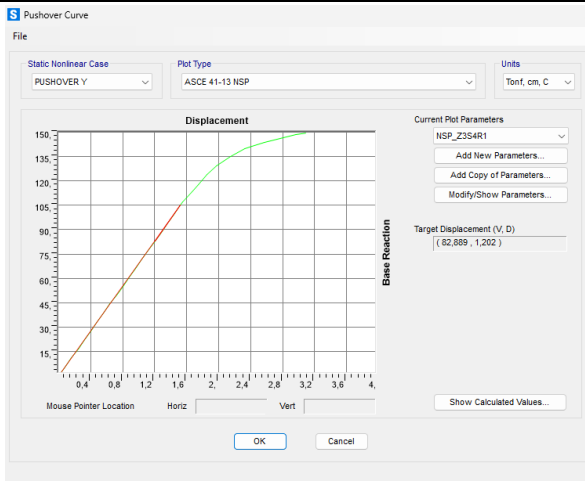 S Pushover Curve
File
Static Nonlinear Case
PUSHOVER Y
Plot Type
ASCE 41-13 NSP
Units
Tonf, cm, C
Displacement
150,
135,
120,
105,
90,
75,
60,
45,
30,
15,
0,4 0,8 1,2 1,6 2, 2,4 2,8 3,2 3,6 4,
Base Reaction
Mouse Pointer Location Horiz Vert
Current Plot Parameters
NSP_Z3S4R1
Add New Parameters...
Add Copy of Parameters...
Modify/Show Parameters...
Target Displacement (V, D)
( 82,889 , 1,202 )
Show Calculated Values...
OK Cancel